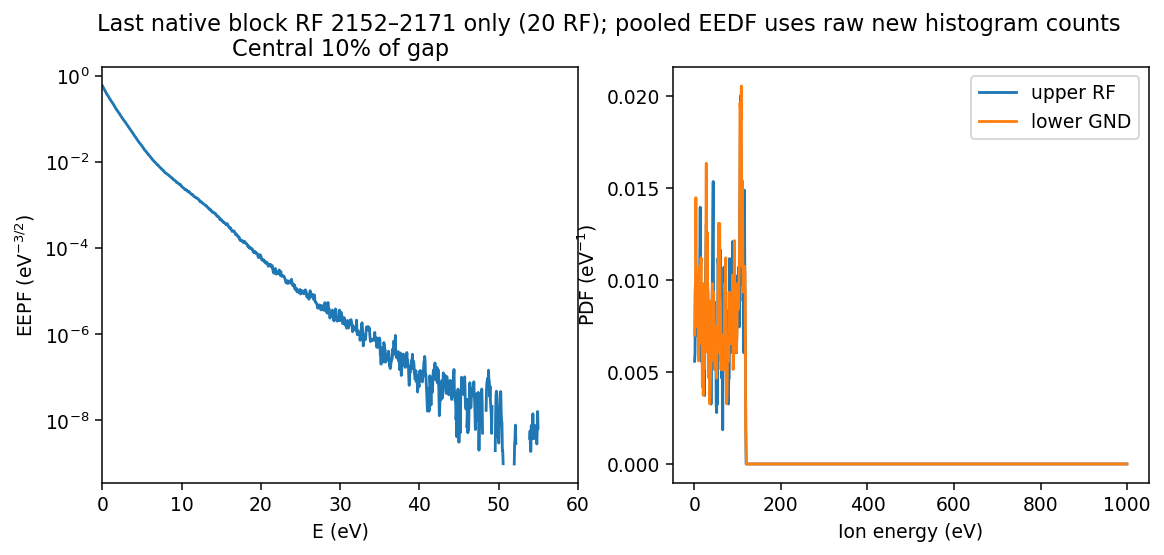 Last native block RF 2152–2171 only (20 RF); pooled EEDF uses raw new histogram counts
Central 10% of gap
EEPF (eV⁻³ᐟ²)
10⁰
10⁻²
10⁻⁴
10⁻⁶
10⁻⁸
0 10 20 30 40 50 60
E (eV)
PDF (eV⁻¹)
0.020
0.015
0.010
0.005
0.000
upper RF
lower GND
0 200 400 600 800 1000
Ion energy (eV)